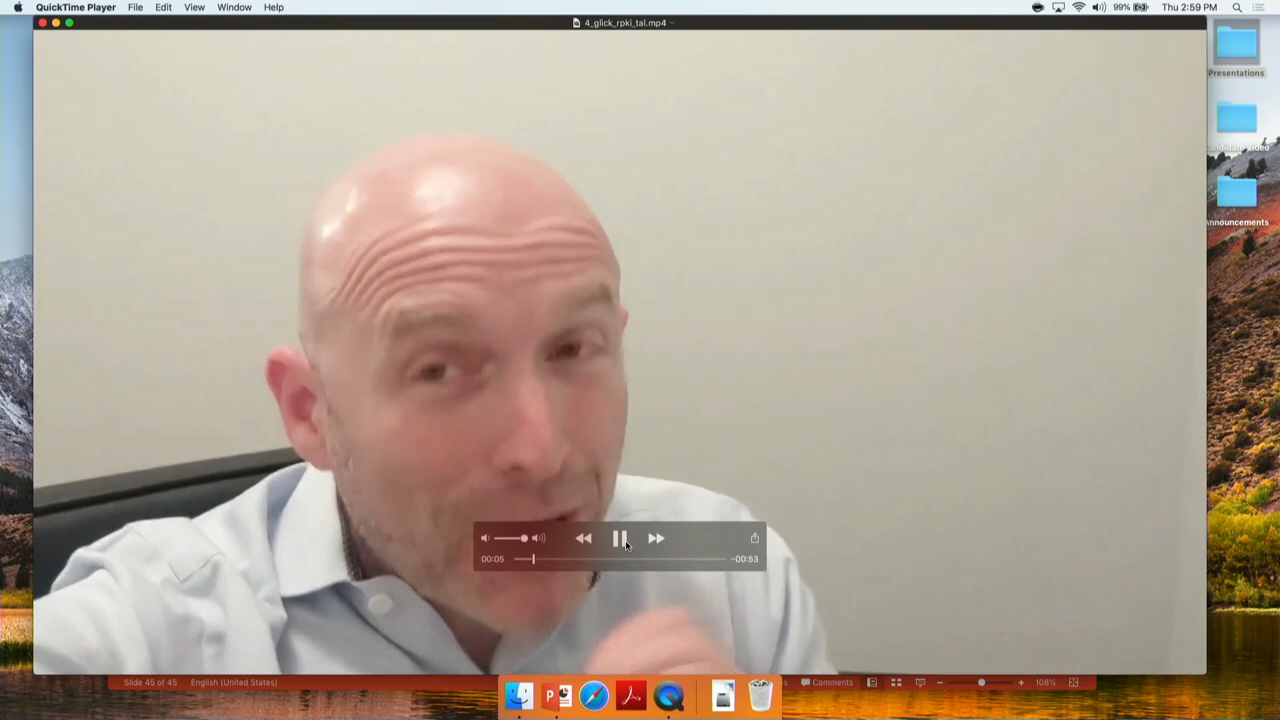 QuickTime Player File Edit View Window Help 99% Thu 2:59 PM
4_glick_rpki_tal.mp4
Presentations
Announcements
00:05 -00:53
Slide 45 of 45 English (United States) Comments 108%